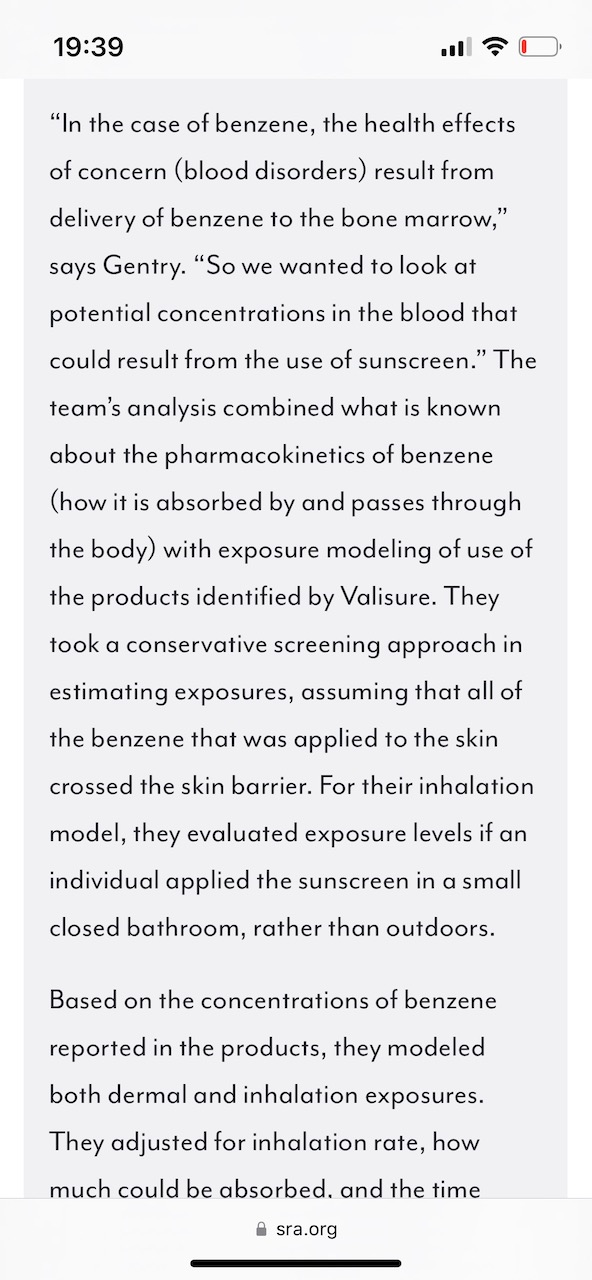 19:39
“In the case of benzene, the health effects
of concern (blood disorders) result from
delivery of benzene to the bone marrow,”
says Gentry. “So we wanted to look at
potential concentrations in the blood that
could result from the use of sunscreen.” The
team’s analysis combined what is known
about the pharmacokinetics of benzene
(how it is absorbed by and passes through
the body) with exposure modeling of use of
the products identified by Valisure. They
took a conservative screening approach in
estimating exposures, assuming that all of
the benzene that was applied to the skin
crossed the skin barrier. For their inhalation
model, they evaluated exposure levels if an
individual applied the sunscreen in a small
closed bathroom, rather than outdoors.
Based on the concentrations of benzene
reported in the products, they modeled
both dermal and inhalation exposures.
They adjusted for inhalation rate, how
much could be absorbed, and the time
sra.org